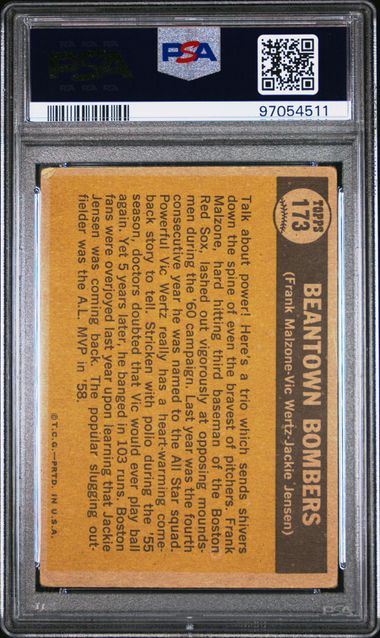 PSA
PSA
97054511
TOPPS
173
BEANTOWN BOMBERS
(Frank Malzone-Vic Wertz-Jackie Jensen)
Talk about power! Here's a trio which sends shivers
down the spine of even the bravest of pitchers. Frank
Malzone, hard hitting third baseman of the Boston
Red Sox, lashed out vigorously at opposing mounds-
men during the '60 campaign. Last year was the fourth
consecutive year he was named to the All Star squad.
Powerful Vic Wertz really has a heart-warming come-
back story to tell. Stricken with polio during the '55
season, doctors doubted that Vic would ever play ball
again. Yet 5 years later, he banged in 103 runs. Boston
fans were overjoyed last year upon learning that Jackie
Jensen was coming back. The popular slugging out-
fielder was the A.L. MVP in '58.
©T.C.G.—PRTD. IN U.S.A.
PSA